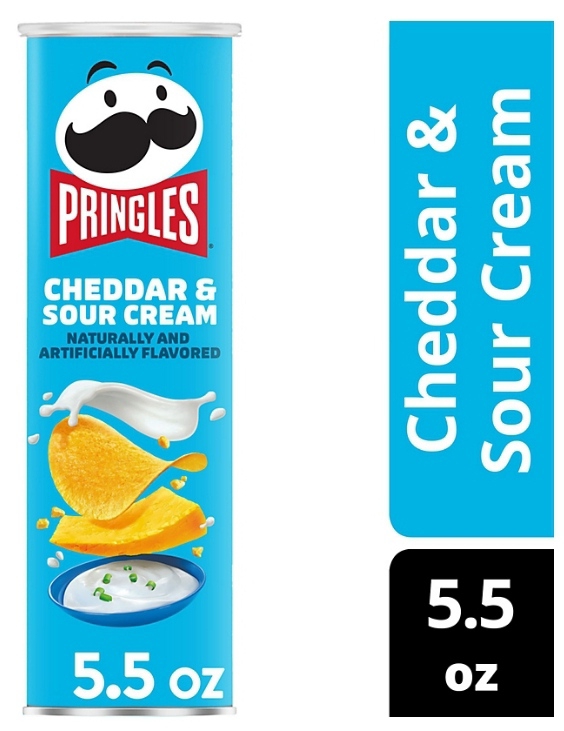 PRINGLES
CHEDDAR &
SOUR CREAM
NATURALLY AND
ARTIFICIALLY FLAVORED
5.5 oz
Cheddar &
Sour Cream
5.5
oz